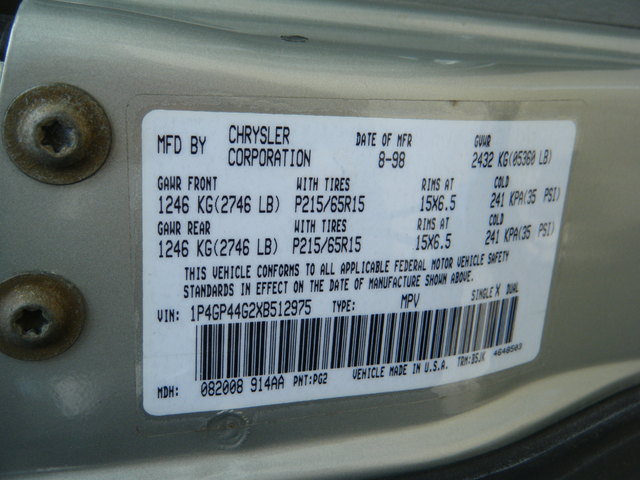 MFD BY CHRYSLER CORPORATION DATE OF MFR 8-98 GVWR 2432 KG(05360 LB)
GAWR FRONT WITH TIRES RIMS AT COLD
1246 KG(2746 LB) P215/65R15 15X6.5 241 KPA(35 PSI)
GAWR REAR WITH TIRES RIMS AT COLD
1246 KG(2746 LB) P215/65R15 15X6.5 241 KPA(35 PSI)
THIS VEHICLE CONFORMS TO ALL APPLICABLE FEDERAL MOTOR VEHICLE SAFETY
STANDARDS IN EFFECT ON THE DATE OF MANUFACTURE SHOWN ABOVE.
VIN: 1P4GP44G2XB512975 TYPE: MPV SINGLE X DUAL
MDH: 082008 914AA PNT:PG2 VEHICLE MADE IN U.S.A. TRM:B5JK 4648503